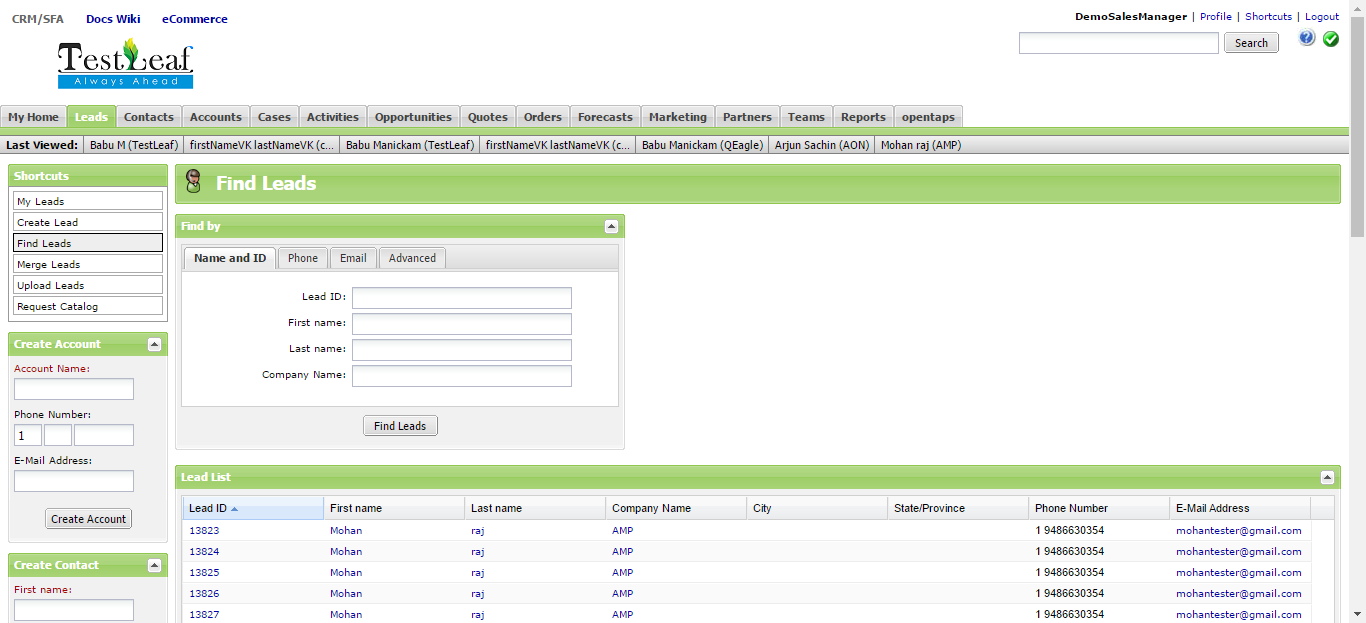 CRM/SFA Docs Wiki eCommerce
DemoSalesManager | Profile | Shortcuts | Logout
TestLeaf
Always Ahead
Search
My Home Leads Contacts Accounts Cases Activities Opportunities Quotes Orders Forecasts Marketing Partners Teams Reports opentaps
Last Viewed: Babu M (TestLeaf) firstNameVK lastNameVK (c... Babu Manickam (TestLeaf) firstNameVK lastNameVK (c... Babu Manickam (QEagle) Arjun Sachin (AON) Mohan raj (AMP)
Shortcuts
My Leads
Create Lead
Find Leads
Merge Leads
Upload Leads
Request Catalog
Create Account
Account Name:
Phone Number:
1
E-Mail Address:
Create Account
Create Contact
First name:
Find Leads
Find by
Name and ID Phone Email Advanced
Lead ID:
First name:
Last name:
Company Name:
Find Leads
Lead List
Lead ID First name Last name Company Name City State/Province Phone Number E-Mail Address
13823 Mohan raj AMP 1 9486630354 mohantester@gmail.com
13824 Mohan raj AMP 1 9486630354 mohantester@gmail.com
13825 Mohan raj AMP 1 9486630354 mohantester@gmail.com
13826 Mohan raj AMP 1 9486630354 mohantester@gmail.com
13827 Mohan raj AMP 1 9486630354 mohantester@gmail.com